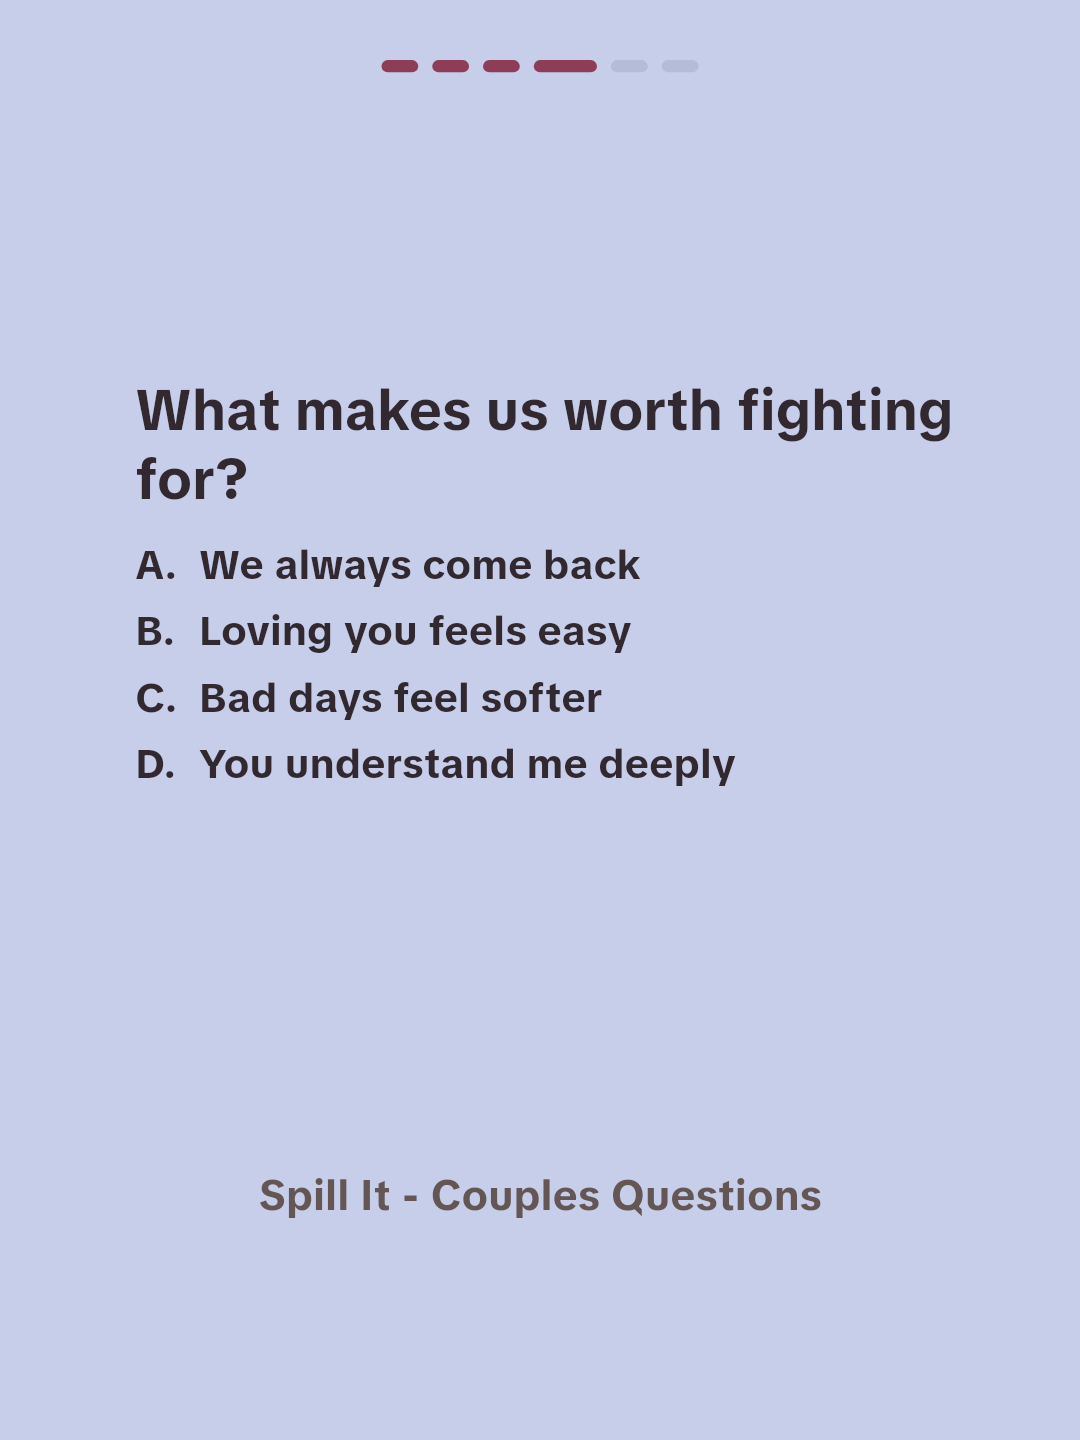 What makes us worth fighting
for?
A. We always come back
B. Loving you feels easy
C. Bad days feel softer
D. You understand me deeply
Spill It - Couples Questions